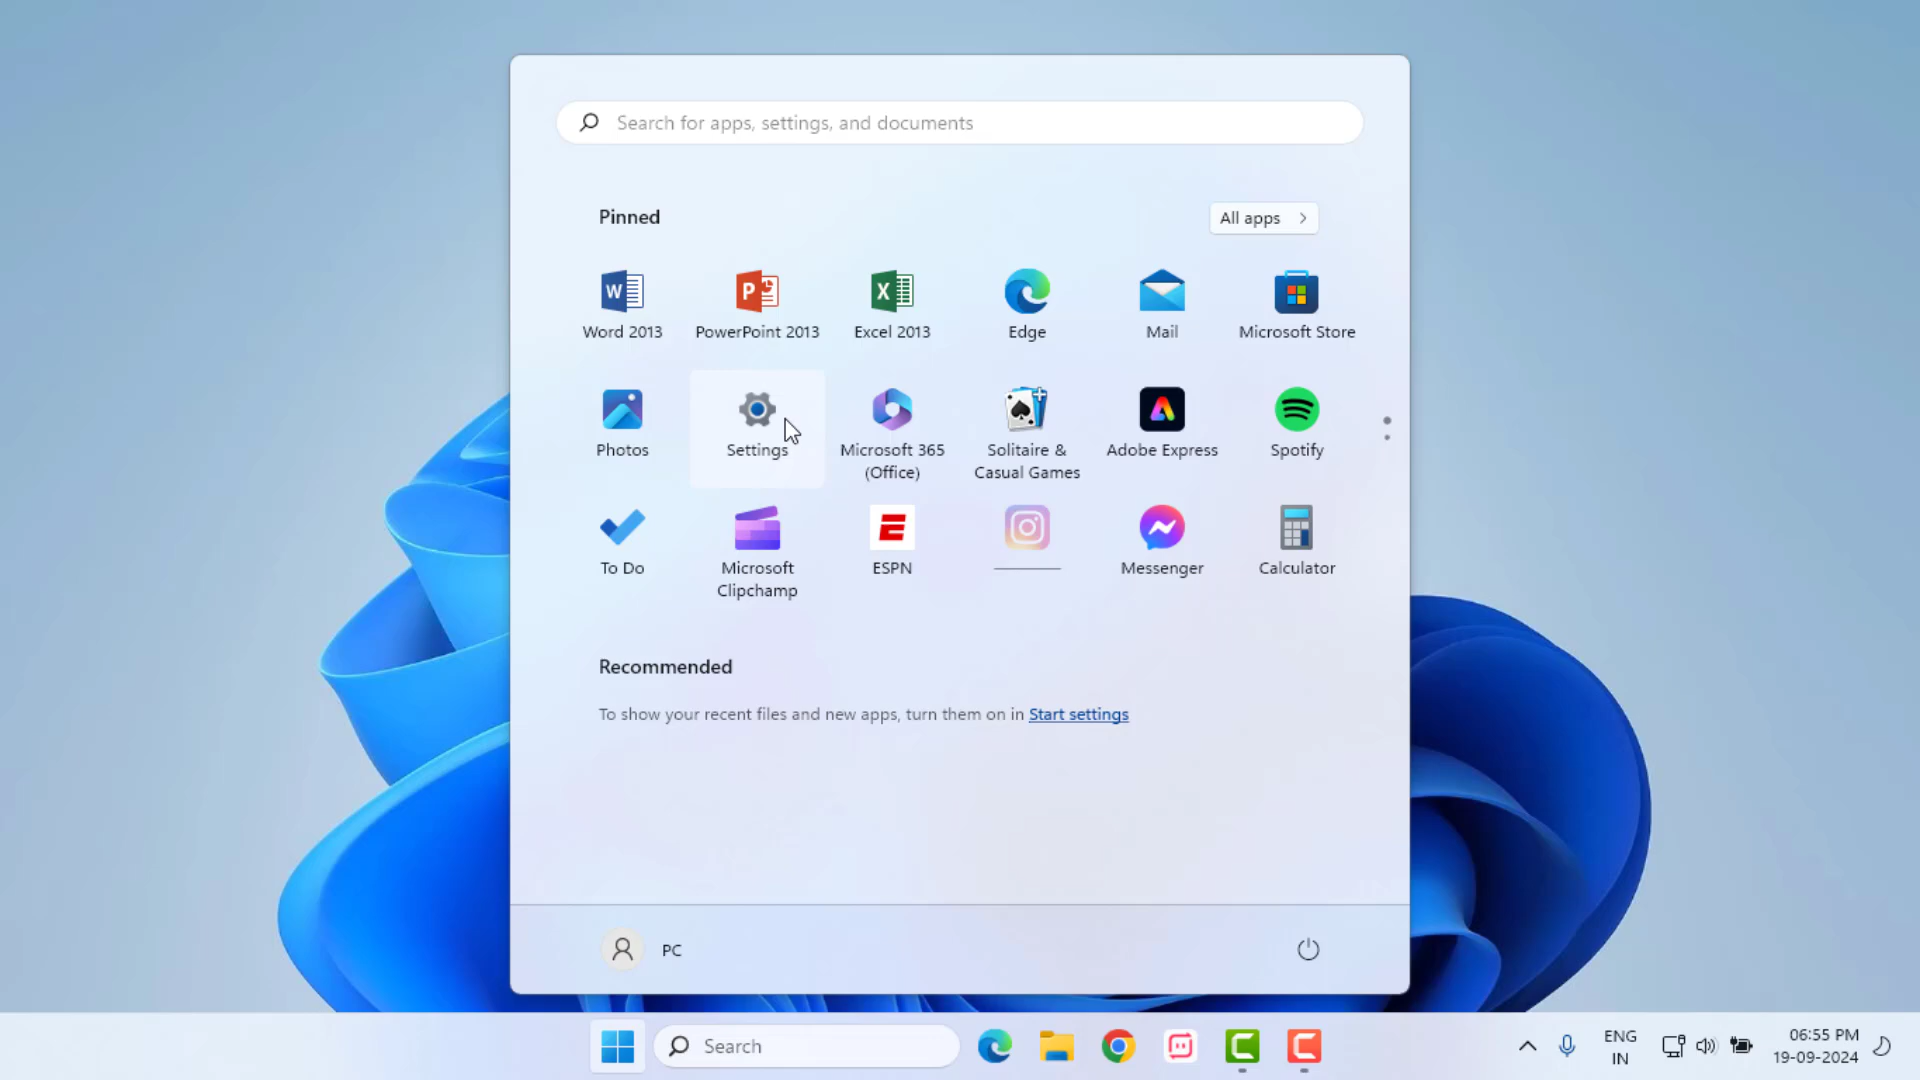 Search for apps, settings, and documents
Pinned
All apps
Word 2013
PowerPoint 2013
Excel 2013
Edge
Mail
Microsoft Store
Photos
Settings
Microsoft 365
(Office)
Solitaire &
Casual Games
Adobe Express
Spotify
To Do
Microsoft
Clipchamp
ESPN
Messenger
Calculator
Recommended
To show your recent files and new apps, turn them on in Start settings
PC
Search
ENG
IN
06:55 PM
19-09-2024